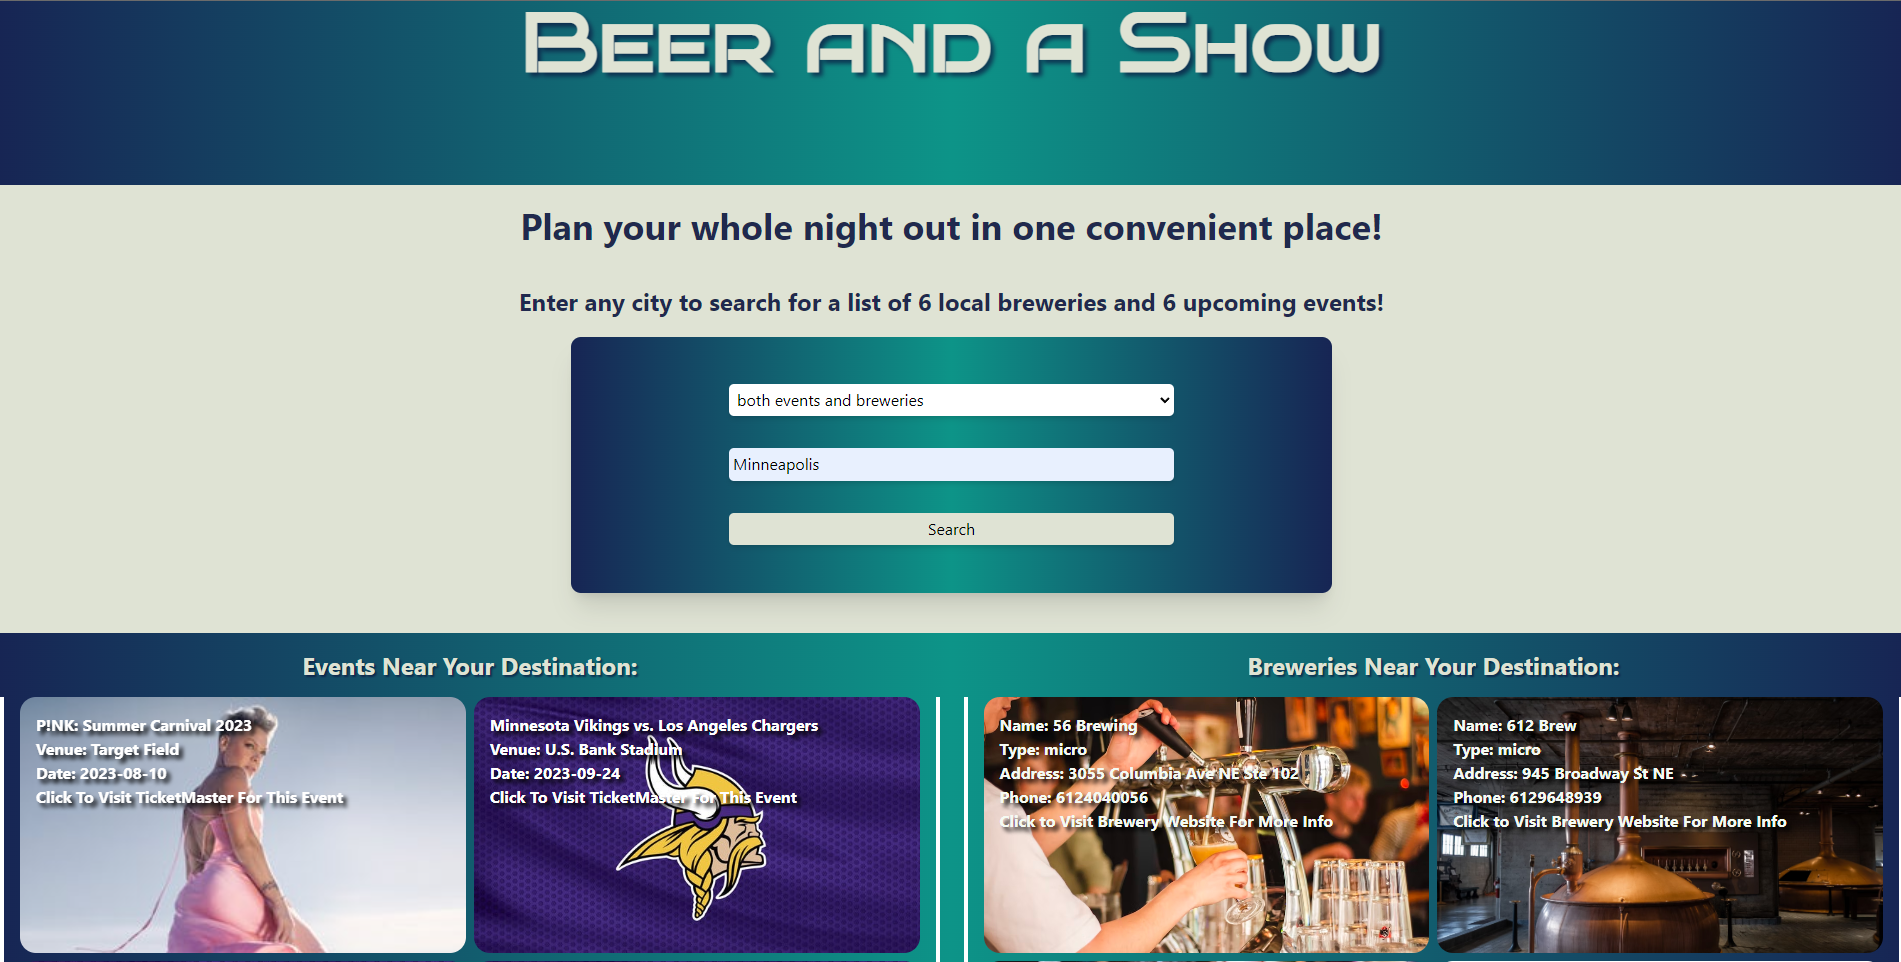 Beer and a Show
Plan your whole night out in one convenient place!
Enter any city to search for a list of 6 local breweries and 6 upcoming events!
both events and breweries
Minneapolis
Search
Events Near Your Destination:
P!NK: Summer Carnival 2023
Venue: Target Field
Date: 2023-08-10
Click To Visit TicketMaster For This Event
Minnesota Vikings vs. Los Angeles Chargers
Venue: U.S. Bank Stadium
Date: 2023-09-24
Click To Visit TicketMaster For This Event
Breweries Near Your Destination:
Name: 56 Brewing
Type: micro
Address: 3055 Columbia Ave NE Ste 102
Phone: 6124040056
Click to Visit Brewery Website For More Info
Name: 612 Brew
Type: micro
Address: 945 Broadway St NE
Phone: 6129648939
Click to Visit Brewery Website For More Info